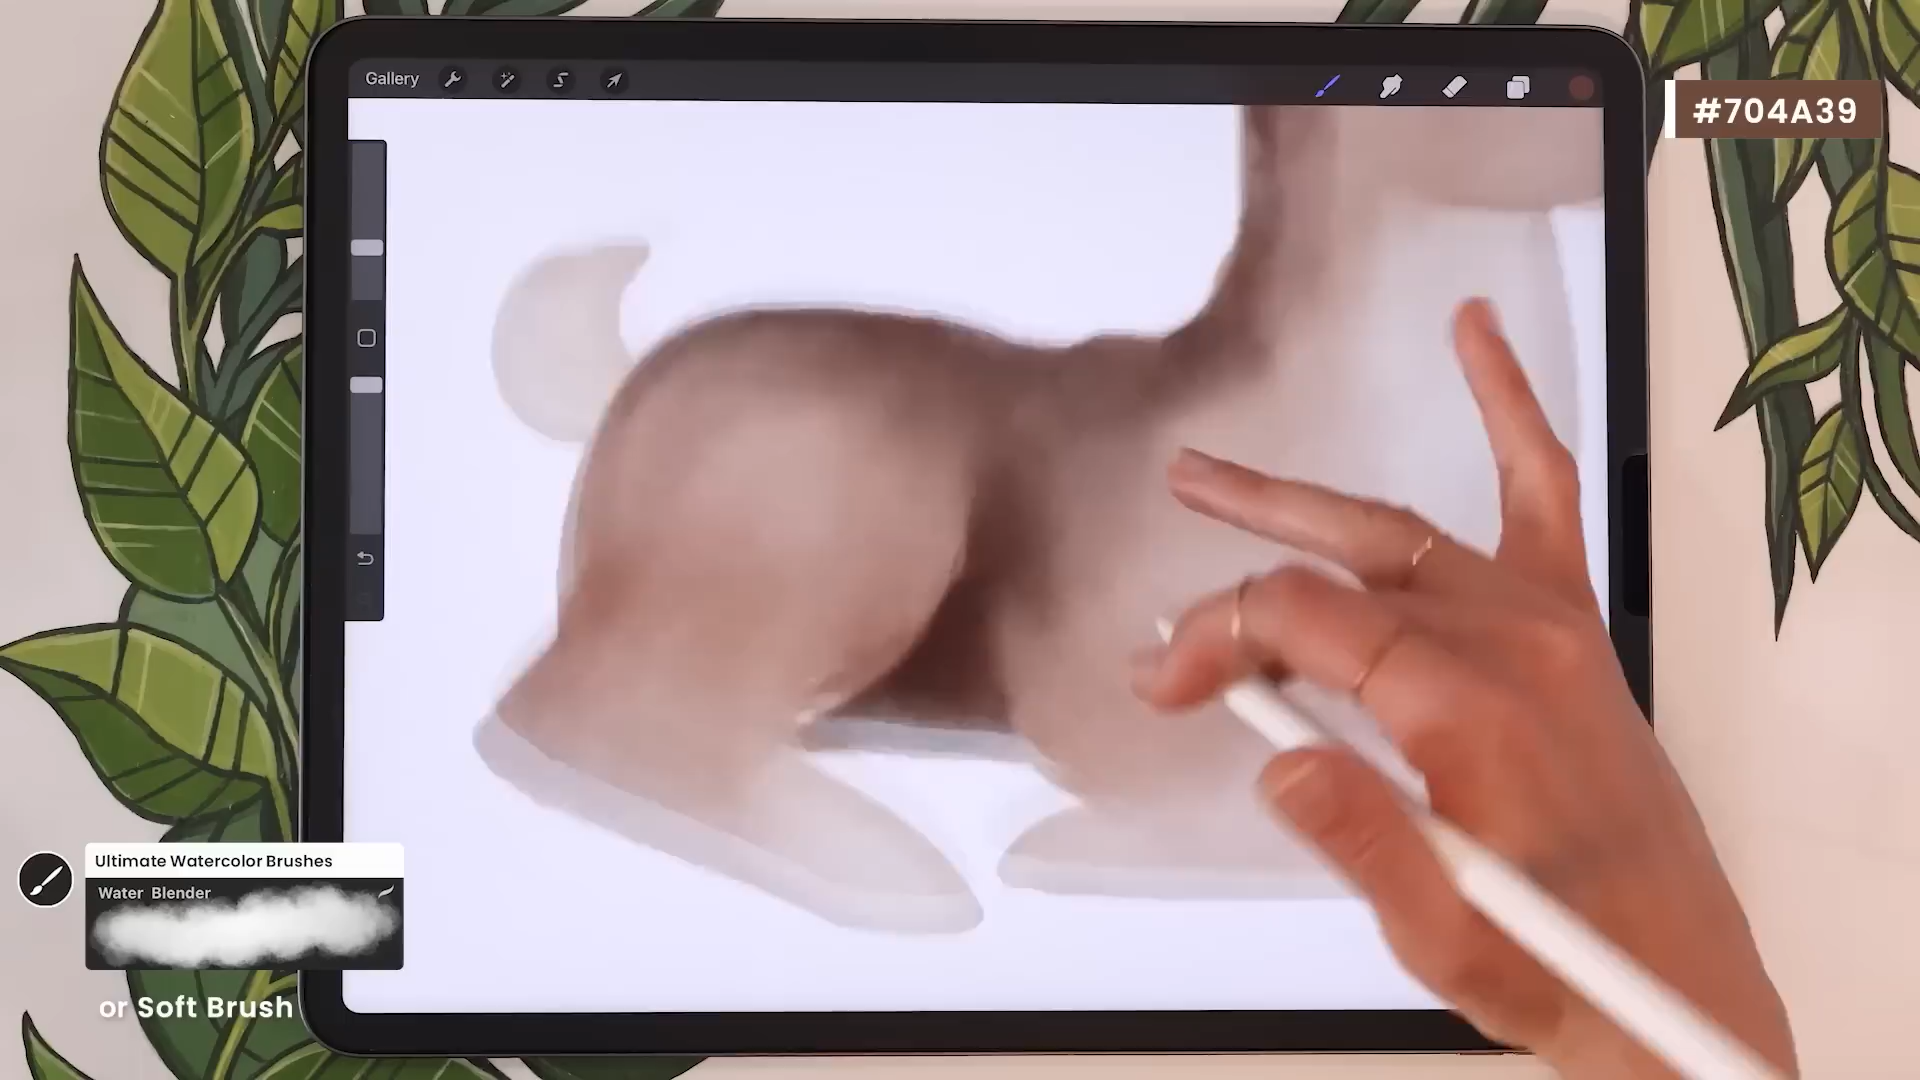 Gallery
#704A39
Ultimate Watercolor Brushes
Water Blender
or Soft Brush